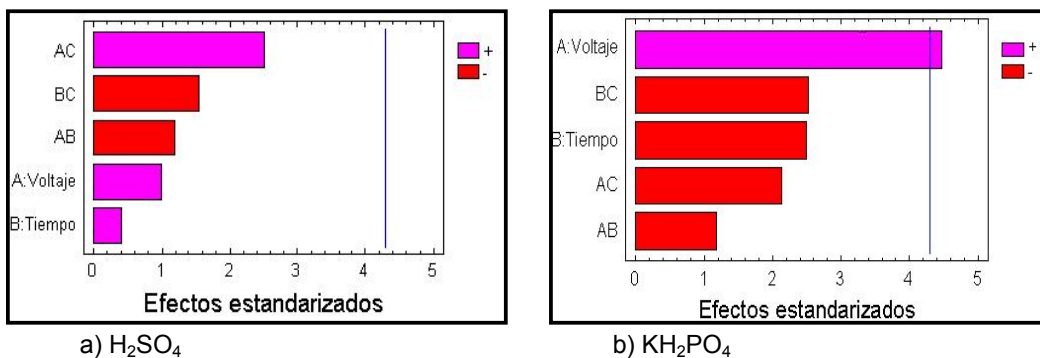 AC
BC
AB
A:Voltaje
B:Tiempo
0 1 2 3 4 5
Efectos estandarizados
+
-
a) H₂SO₄
A:Voltaje
BC
B:Tiempo
AC
AB
0 1 2 3 4 5
Efectos estandarizados
+
-
b) KH₂PO₄